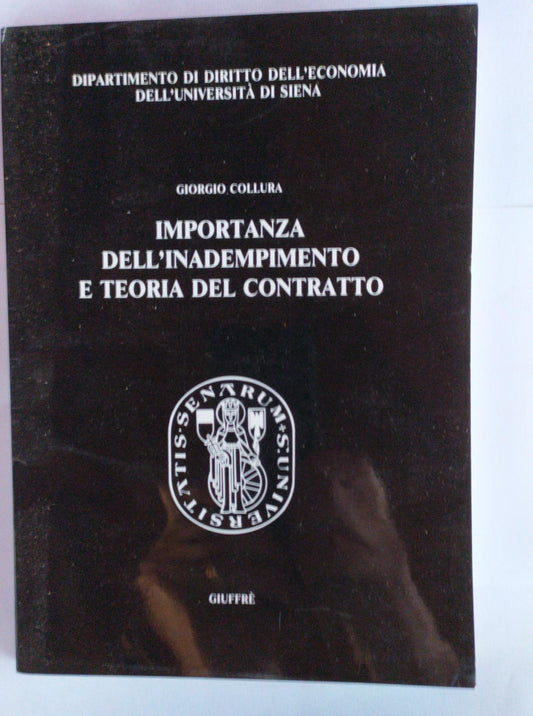 DIPARTIMENTO DI DIRITTO DELL'ECONOMIA
DELL'UNIVERSITÀ DI SIENA
GIORGIO COLLURA
IMPORTANZA
DELL'INADEMPIMENTO
E TEORIA DEL CONTRATTO
SENARUM + S: UNIVERSITATIS ·
GIUFFRÈ